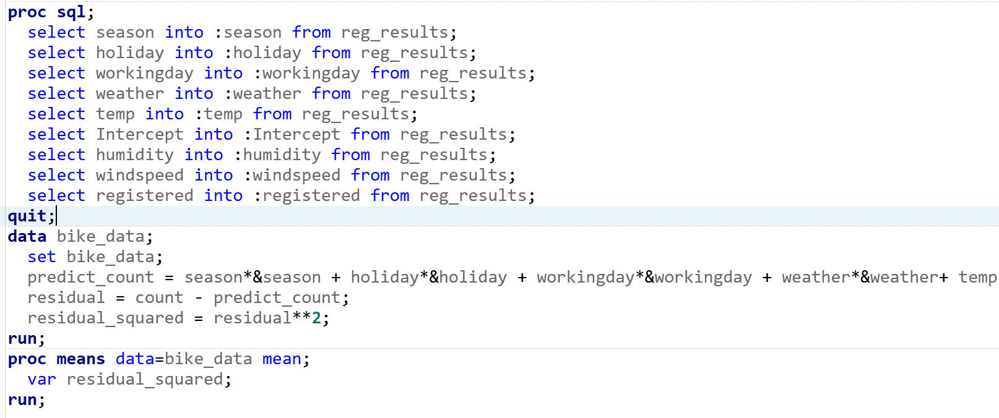 proc sql;
  select season into :season from reg_results;
  select holiday into :holiday from reg_results;
  select workingday into :workingday from reg_results;
  select weather into :weather from reg_results;
  select temp into :temp from reg_results;
  select Intercept into :Intercept from reg_results;
  select humidity into :humidity from reg_results;
  select windspeed into :windspeed from reg_results;
  select registered into :registered from reg_results;
quit;
data bike_data;
  set bike_data;
  predict_count = season*&season + holiday*&holiday + workingday*&workingday + weather*&weather+ temp
  residual = count - predict_count;
  residual_squared = residual**2;
run;
proc means data=bike_data mean;
  var residual_squared;
run;